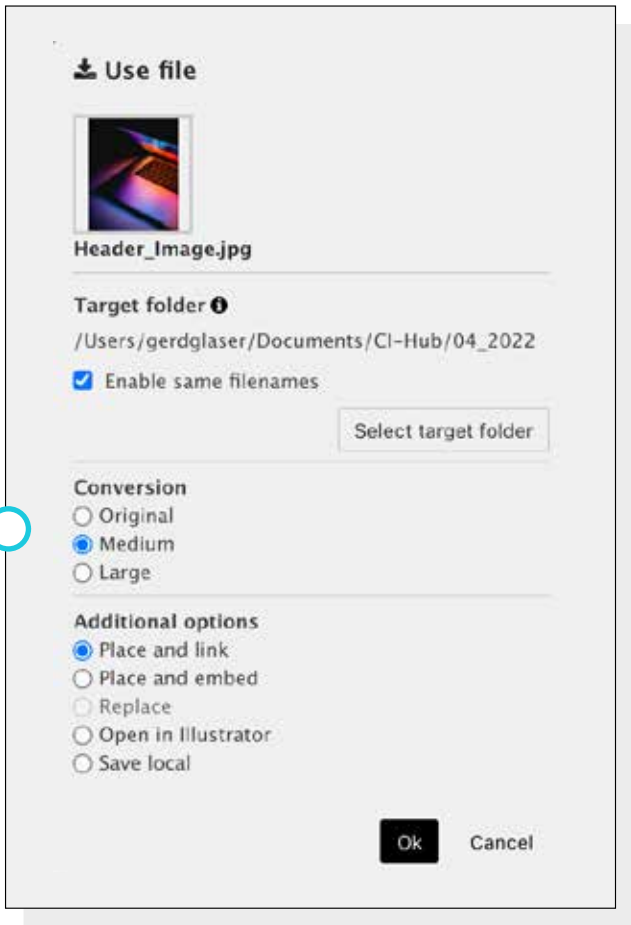 Use file
Header_Image.jpg
Target folder
/Users/gerdglaser/Documents/CI-Hub/04_2022
Enable same filenames
Select target folder
Conversion
Original
Medium
Large
Additional options
Place and link
Place and embed
Replace
Open in Illustrator
Save local
Ok Cancel